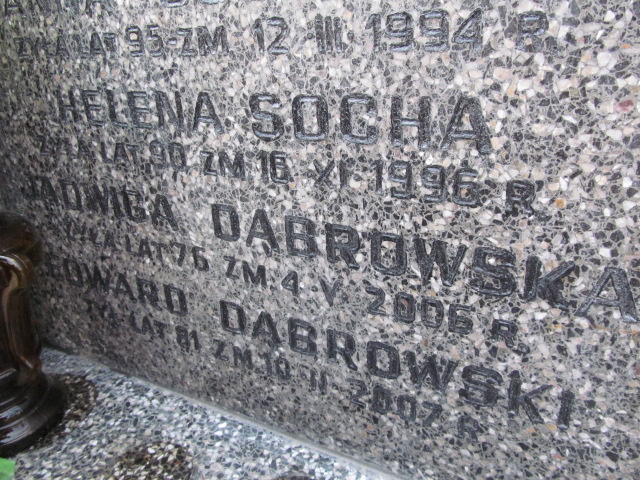 ŻYŁA LAT 95 - ZM. 12 III 1994 R.
HELENA SOCHA
ŻYŁA LAT 90 ZM. 16 XI 1996 R.
JADWIGA DĄBROWSKA
ŻYŁA LAT 76 ZM. 4 V 2006 R.
EDWARD DĄBROWSKI
ŻYŁ LAT 81 ZM. 10 II 2007 R.